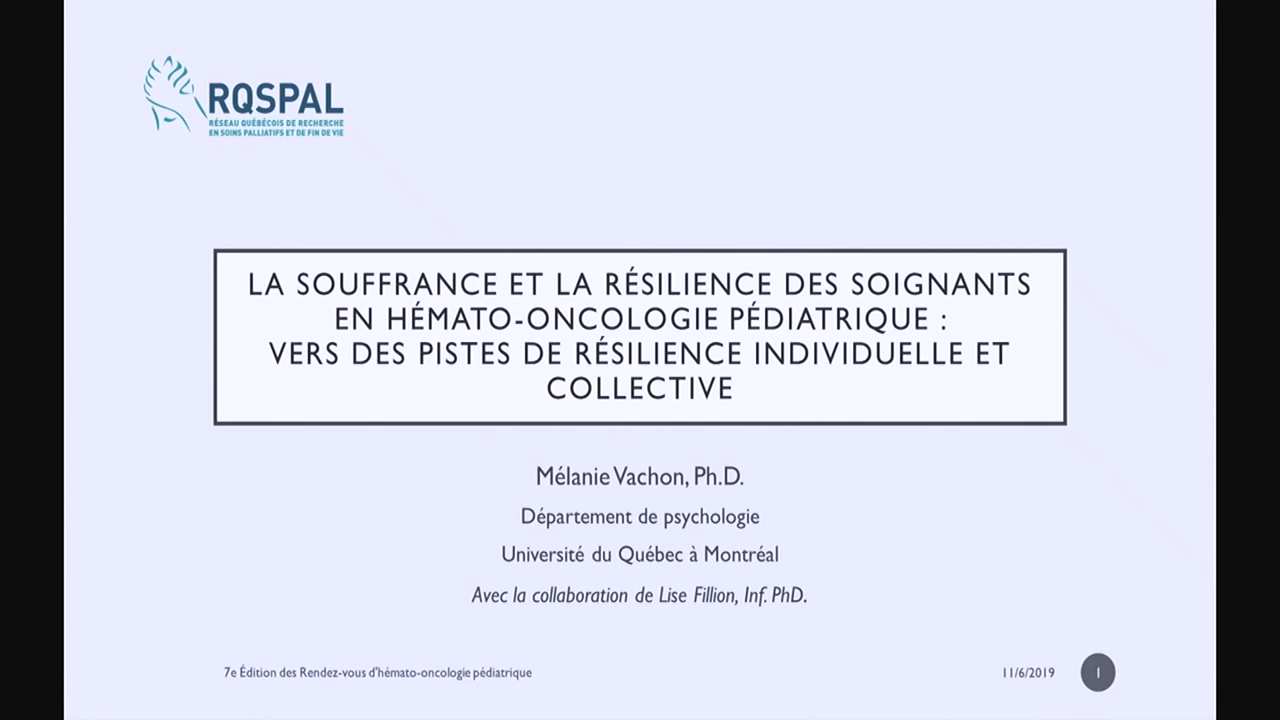 RQSPAL
RÉSEAU QUÉBÉCOIS DE RECHERCHE
EN SOINS PALLIATIFS ET DE FIN DE VIE
LA SOUFFRANCE ET LA RÉSILIENCE DES SOIGNANTS
EN HÉMATO-ONCOLOGIE PÉDIATRIQUE :
VERS DES PISTES DE RÉSILIENCE INDIVIDUELLE ET
COLLECTIVE
Mélanie Vachon, Ph.D.
Département de psychologie
Université du Québec à Montréal
Avec la collaboration de Lise Fillion, Inf. PhD.
7e Édition des Rendez-vous d'hémato-oncologie pédiatrique
11/6/2019
1